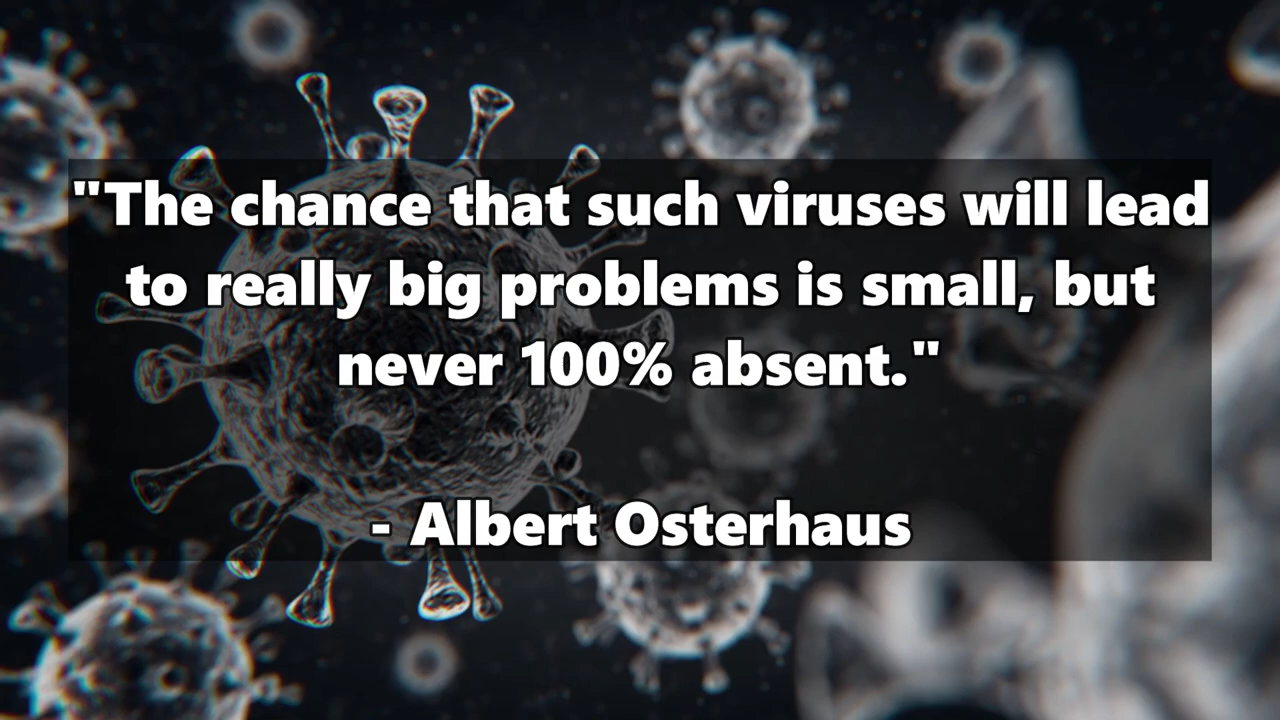 "The chance that such viruses will lead
to really big problems is small, but
never 100% absent."
- Albert Osterhaus